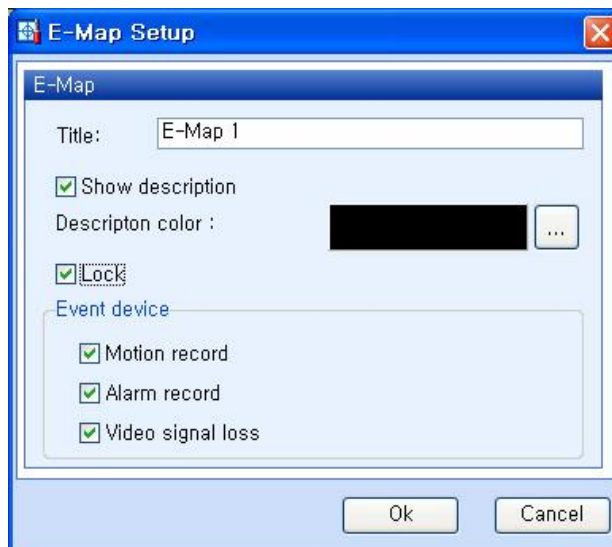 E-Map Setup
E-Map
Title: E-Map 1
Show description
Descripton color :
...
Lock
Event device
Motion record
Alarm record
Video signal loss
Ok Cancel